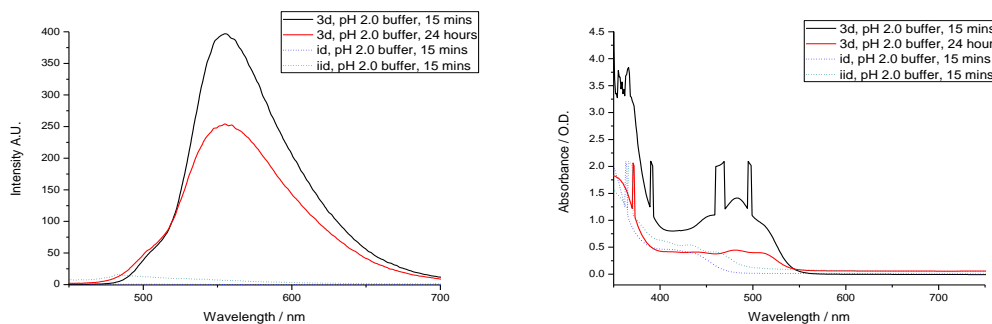 3d, pH 2.0 buffer, 15 mins
3d, pH 2.0 buffer, 24 hours
id, pH 2.0 buffer, 15 mins
iid, pH 2.0 buffer, 15 mins
400
350
300
250
200
150
100
50
0
Intensity A.U.
500
600
700
Wavelength / nm
3d, pH 2.0 buffer, 15 mins
3d, pH 2.0 buffer, 24 hours
id, pH 2.0 buffer, 15 mins
iid, pH 2.0 buffer, 15 mins
4.5
4.0
3.5
3.0
2.5
2.0
1.5
1.0
0.5
0.0
Absorbance / O.D.
400
500
600
700
Wavelength / nm